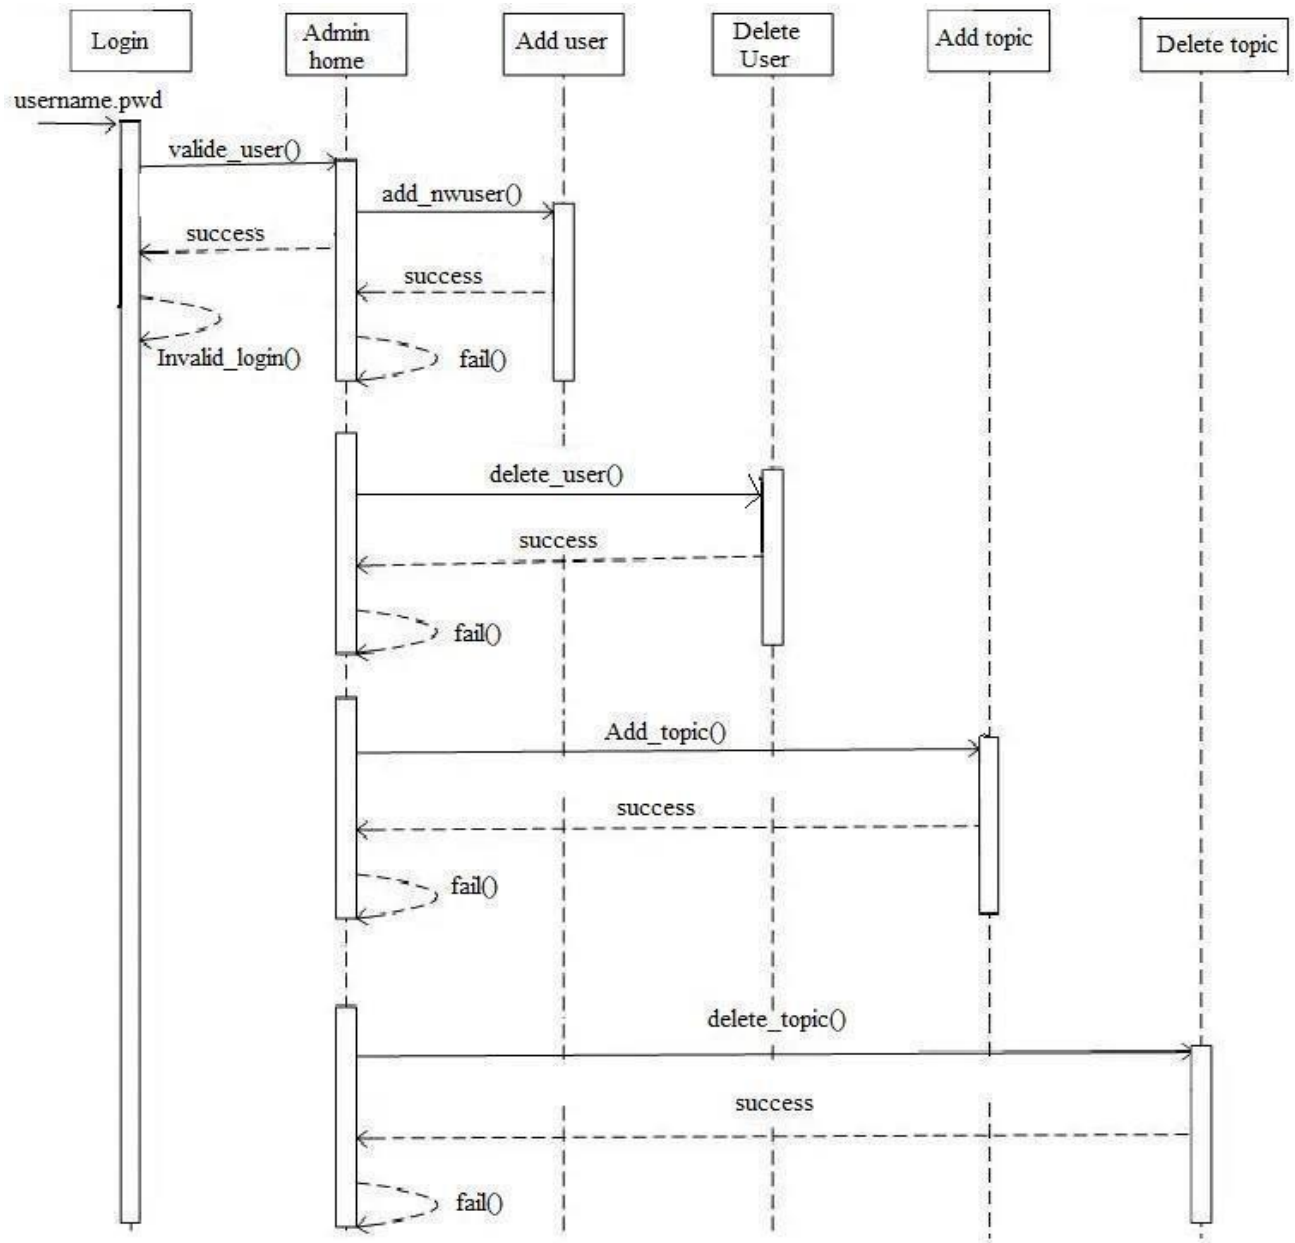 Login
Admin
home
Add user
Delete
User
Add topic
Delete topic
username.pwd
valide_user()
add_nwuser()
success
success
Invalid_login()
fail()
delete_user()
success
fail()
Add_topic()
success
fail()
delete_topic()
success
fail()